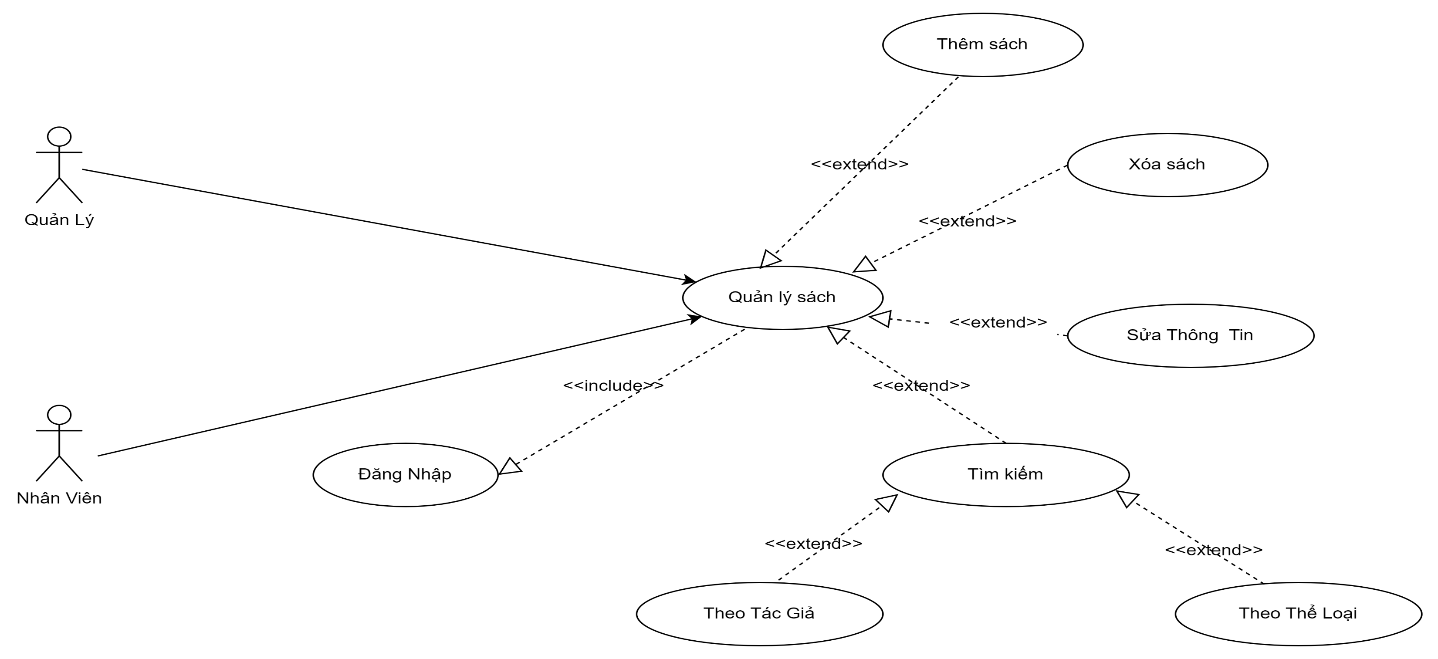 Thêm sách
<<extend>>
Xóa sách
Quản Lý
<<extend>>
Quản lý sách
<<extend>>
Sửa Thông Tin
<<include>>
<<extend>>
Đăng Nhập
Tìm kiếm
Nhân Viên
<<extend>>
<<extend>>
Theo Tác Giả
Theo Thể Loại